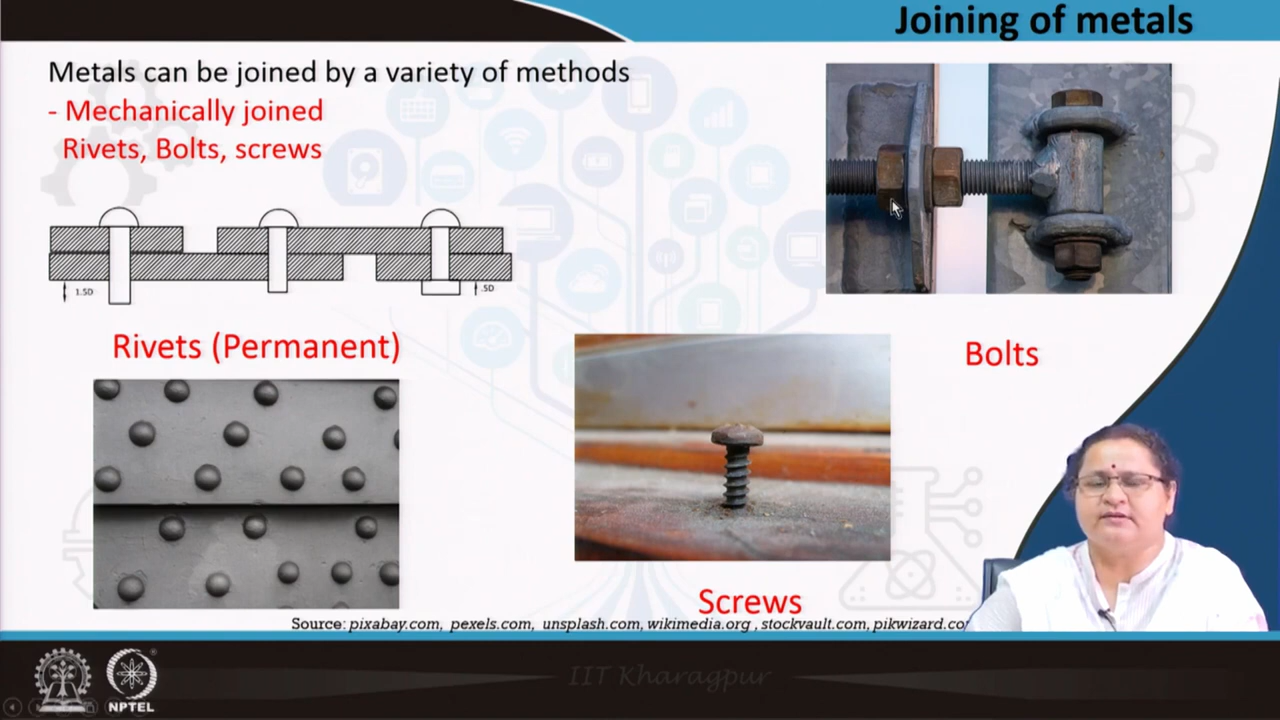 Joining of metals
Metals can be joined by a variety of methods
- Mechanically joined
Rivets, Bolts, screws
1.5D
.5D
Rivets (Permanent)
Bolts
Screws
Source: pixabay.com, pexels.com, unsplash.com, wikimedia.org , stockvault.com, pikwizard.co
IIT Kharagpur
NPTEL